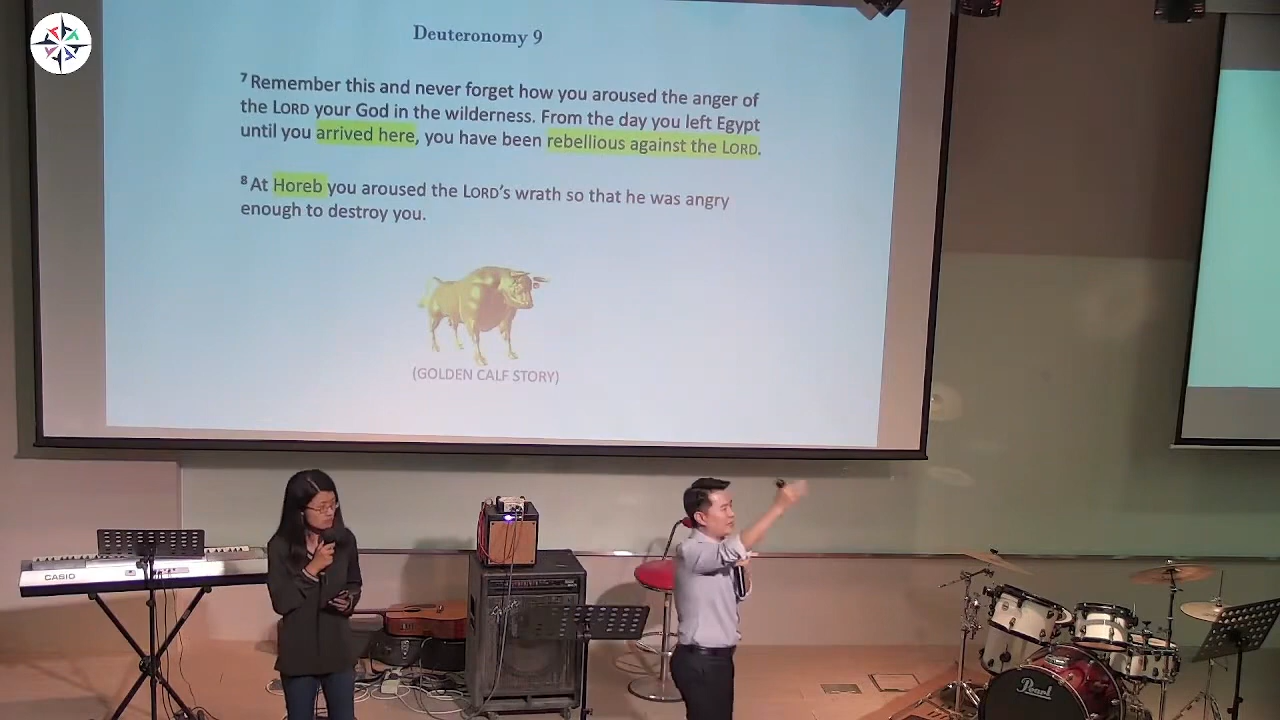 Deuteronomy 9
⁷ Remember this and never forget how you aroused the anger of
the LORD your God in the wilderness. From the day you left Egypt
until you arrived here, you have been rebellious against the LORD.
⁸ At Horeb you aroused the LORD's wrath so that he was angry
enough to destroy you.
(GOLDEN CALF STORY)
CASIO
Pearl